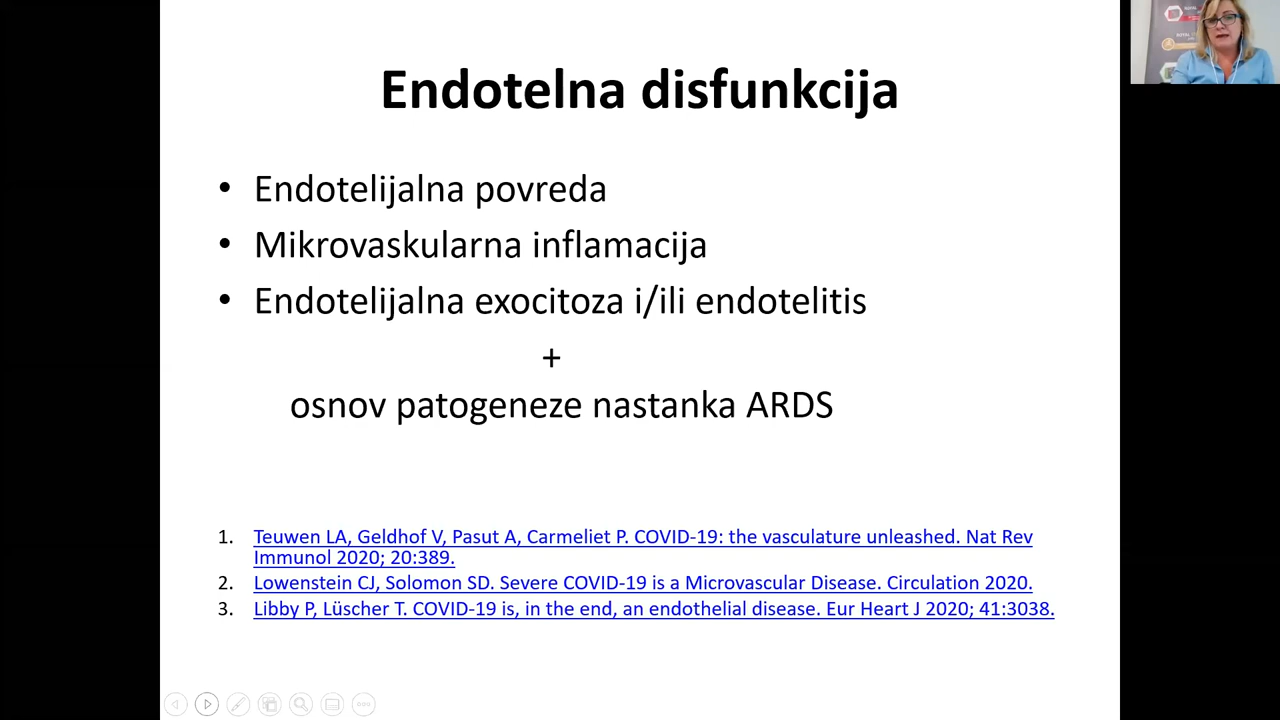 Endotelna disfunkcija
• Endotelijalna povreda
• Mikrovaskularna inflamacija
• Endotelijalna exocitoza i/ili endotelitis
+
osnov patogeneze nastanka ARDS
1. Teuwen LA, Geldhof V, Pasut A, Carmeliet P. COVID-19: the vasculature unleashed. Nat Rev
Immunol 2020; 20:389.
2. Lowenstein CJ, Solomon SD. Severe COVID-19 is a Microvascular Disease. Circulation 2020.
3. Libby P, Lüscher T. COVID-19 is, in the end, an endothelial disease. Eur Heart J 2020; 41:3038.